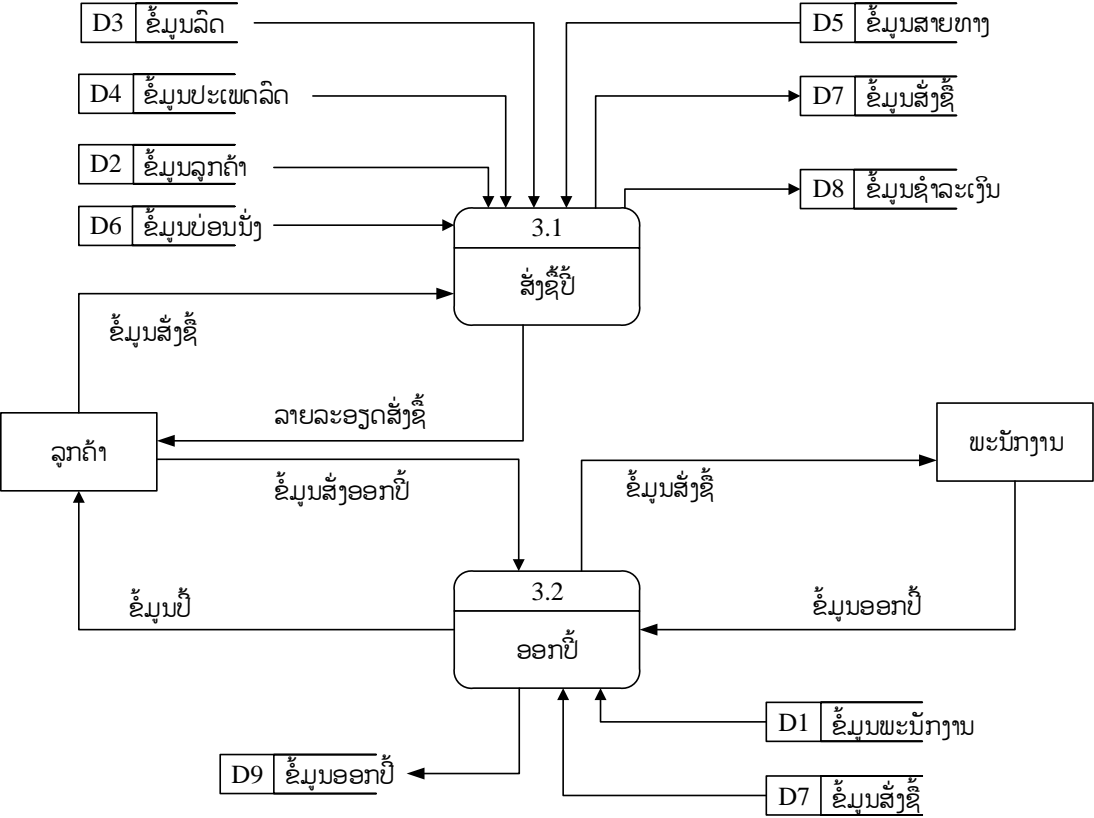 D3 ຂໍ້ມູນລົດ
D5 ຂໍ້ມູນສາຍທາງ
D4 ຂໍ້ມູນປະເພດລົດ
D7 ຂໍ້ມູນສັ່ງຊື້
D2 ຂໍ້ມູນລູກຄ້າ
D8 ຂໍ້ມູນຊຳລະເງິນ
D6 ຂໍ້ມູນບ່ອນນັ່ງ
3.1
ສັ່ງຊື້ປີ້
ຂໍ້ມູນສັ່ງຊື້
ລາຍລະອຽດສັ່ງຊື້
ລູກຄ້າ
ພະນັກງານ
ຂໍ້ມູນສັ່ງອອກປີ້
ຂໍ້ມູນສັ່ງຊື້
3.2
ຂໍ້ມູນປີ້
ຂໍ້ມູນອອກປີ້
ອອກປີ້
D1 ຂໍ້ມູນພະນັກງານ
D9 ຂໍ້ມູນອອກປີ້
D7 ຂໍ້ມູນສັ່ງຊື້